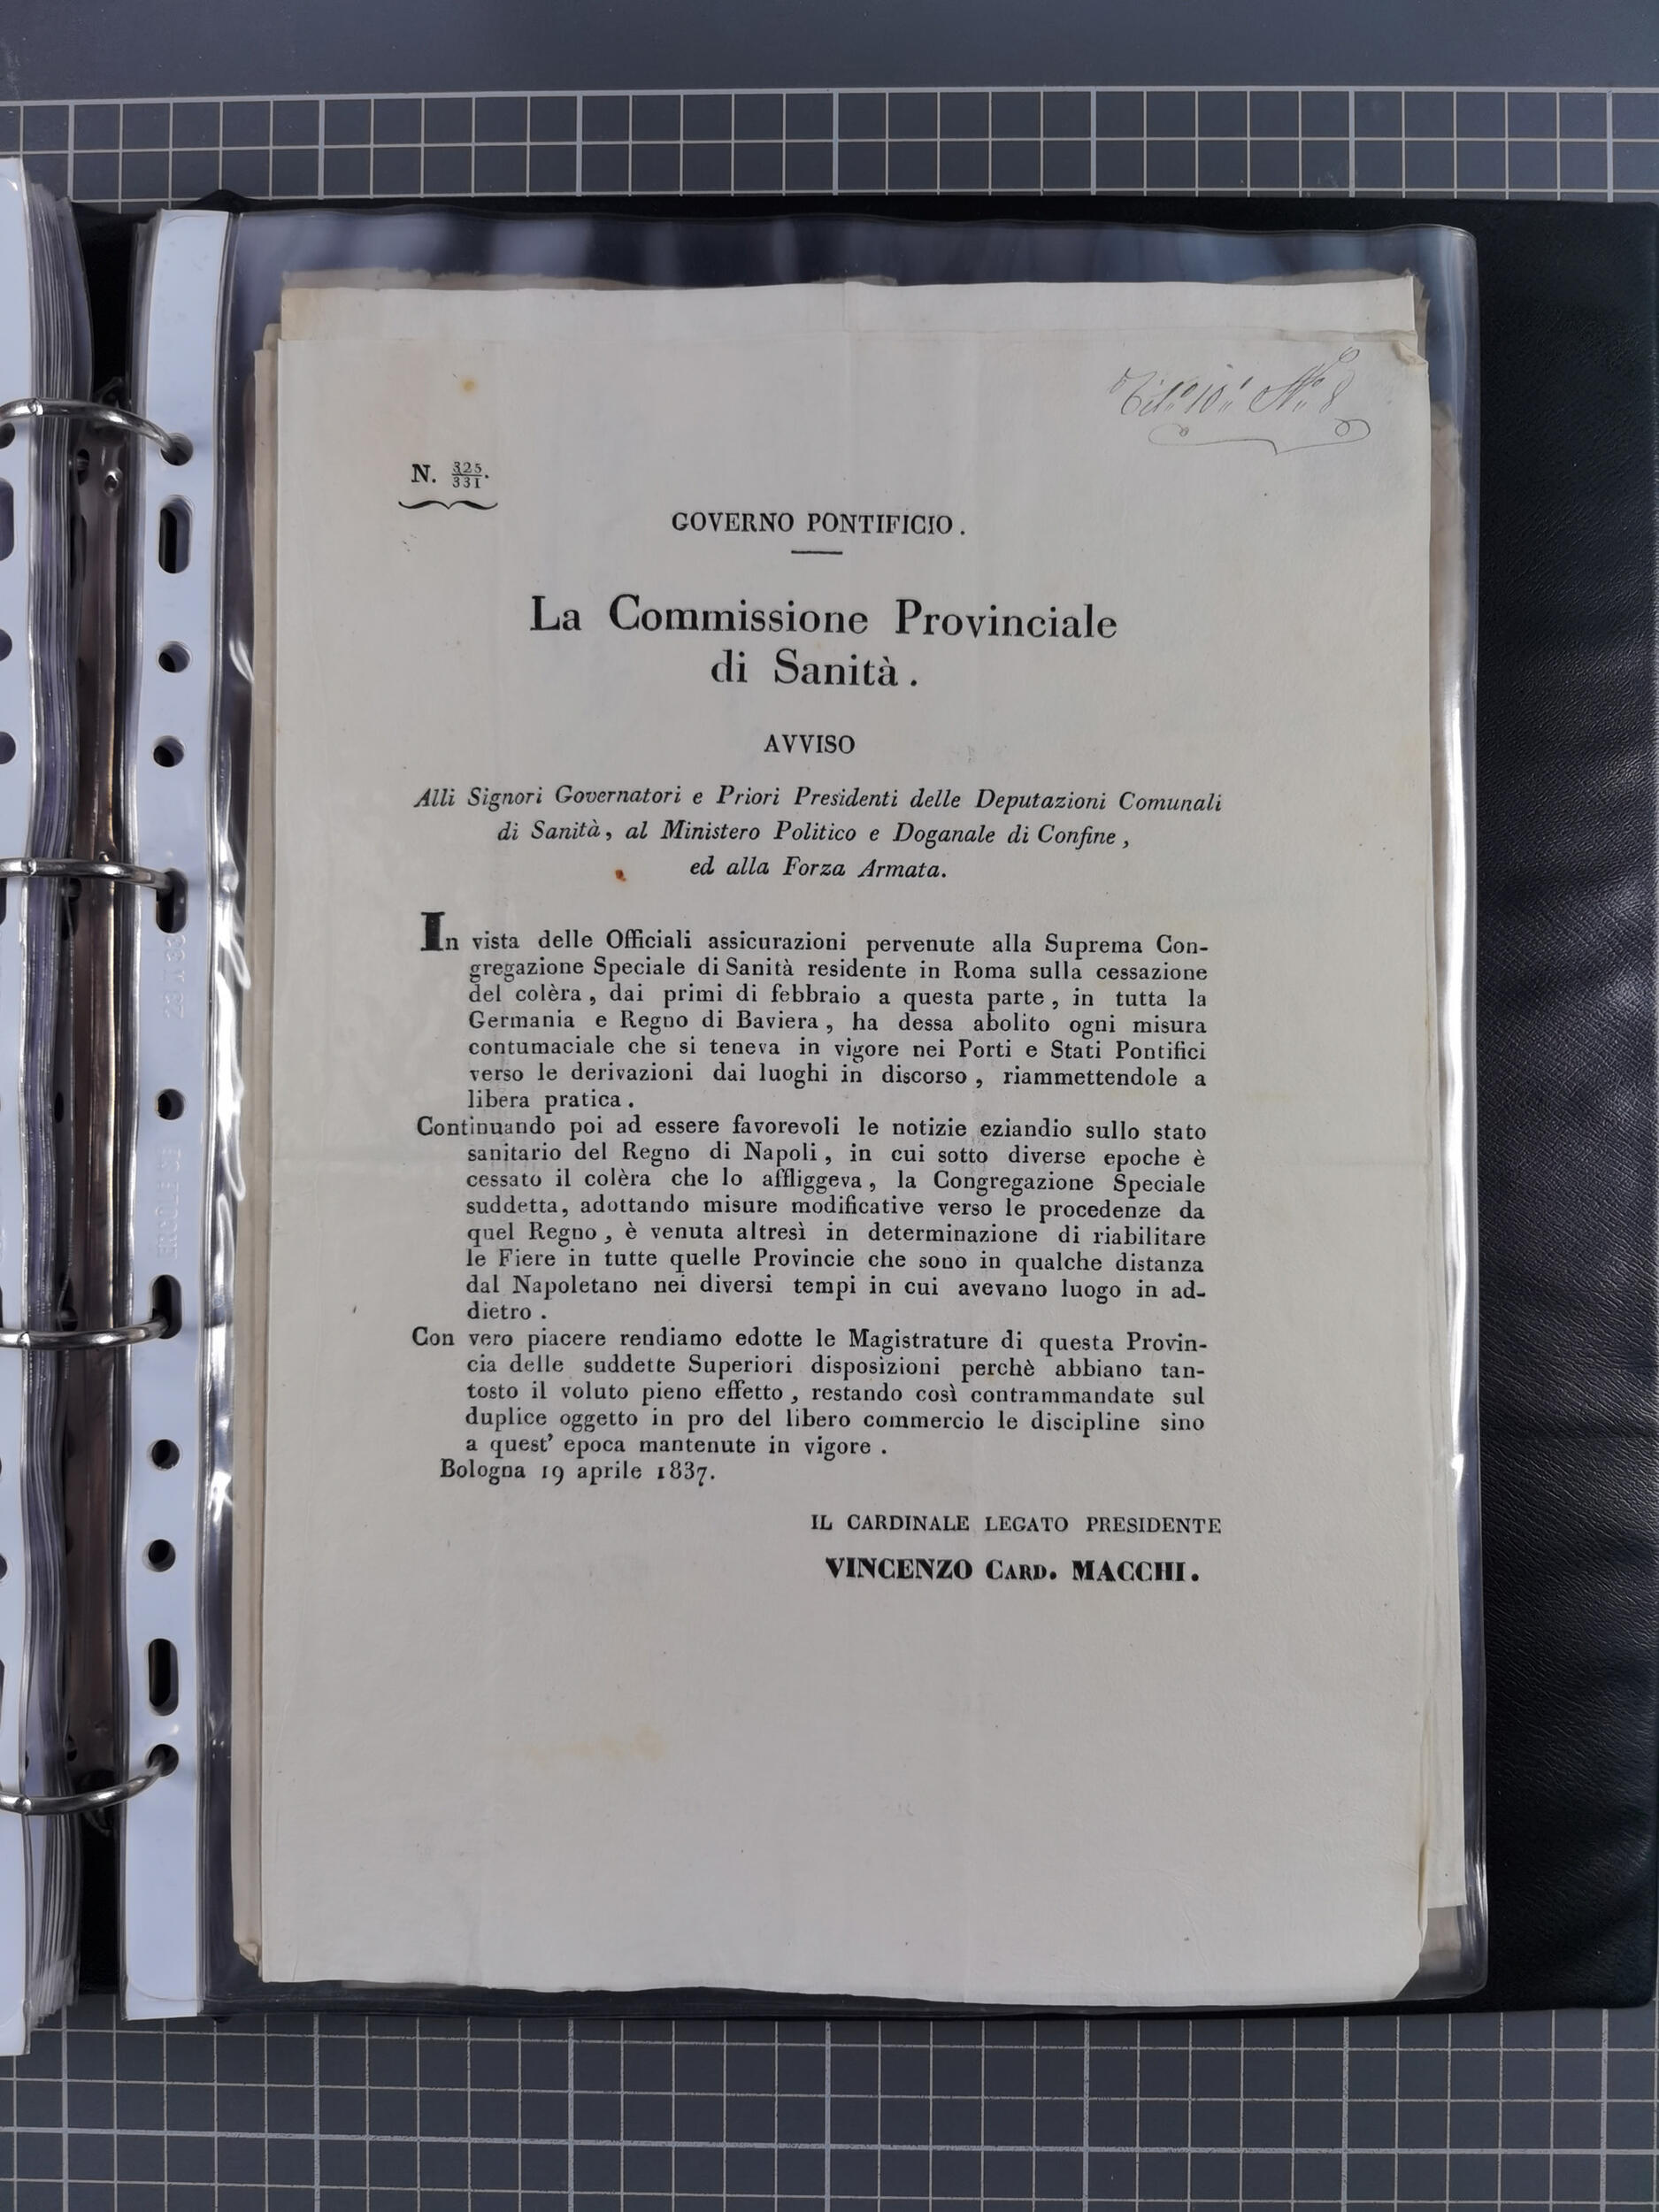 Tit.° 10.° N.° 8
N. 325/331.
GOVERNO PONTIFICIO.
La Commissione Provinciale
di Sanità.
AVVISO
Alli Signori Governatori e Priori Presidenti delle Deputazioni Comunali
di Sanità, al Ministero Politico e Doganale di Confine,
ed alla Forza Armata.
In vista delle Officiali assicurazioni pervenute alla Suprema Con-
gregazione Speciale di Sanità residente in Roma sulla cessazione
del colèra, dai primi di febbraio a questa parte, in tutta la
Germania e Regno di Baviera, ha dessa abolito ogni misura
contumaciale che si teneva in vigore nei Porti e Stati Pontifici
verso le derivazioni dai luoghi in discorso, riammettendole a
libera pratica.
Continuando poi ad essere favorevoli le notizie eziandio sullo stato
sanitario del Regno di Napoli, in cui sotto diverse epoche è
cessato il colèra che lo affliggeva, la Congregazione Speciale
suddetta, adottando misure modificative verso le procedenze da
quel Regno, è venuta altresì in determinazione di riabilitare
le Fiere in tutte quelle Provincie che sono in qualche distanza
dal Napoletano nei diversi tempi in cui avevano luogo in ad-
dietro.
Con vero piacere rendiamo edotte le Magistrature di questa Provin-
cia delle suddette Superiori disposizioni perchè abbiano tan-
tosto il voluto pieno effetto, restando così contrammandate sul
duplice oggetto in pro del libero commercio le discipline sino
a quest' epoca mantenute in vigore.
Bologna 19 aprile 1837.
IL CARDINALE LEGATO PRESIDENTE
VINCENZO CARD. MACCHI.